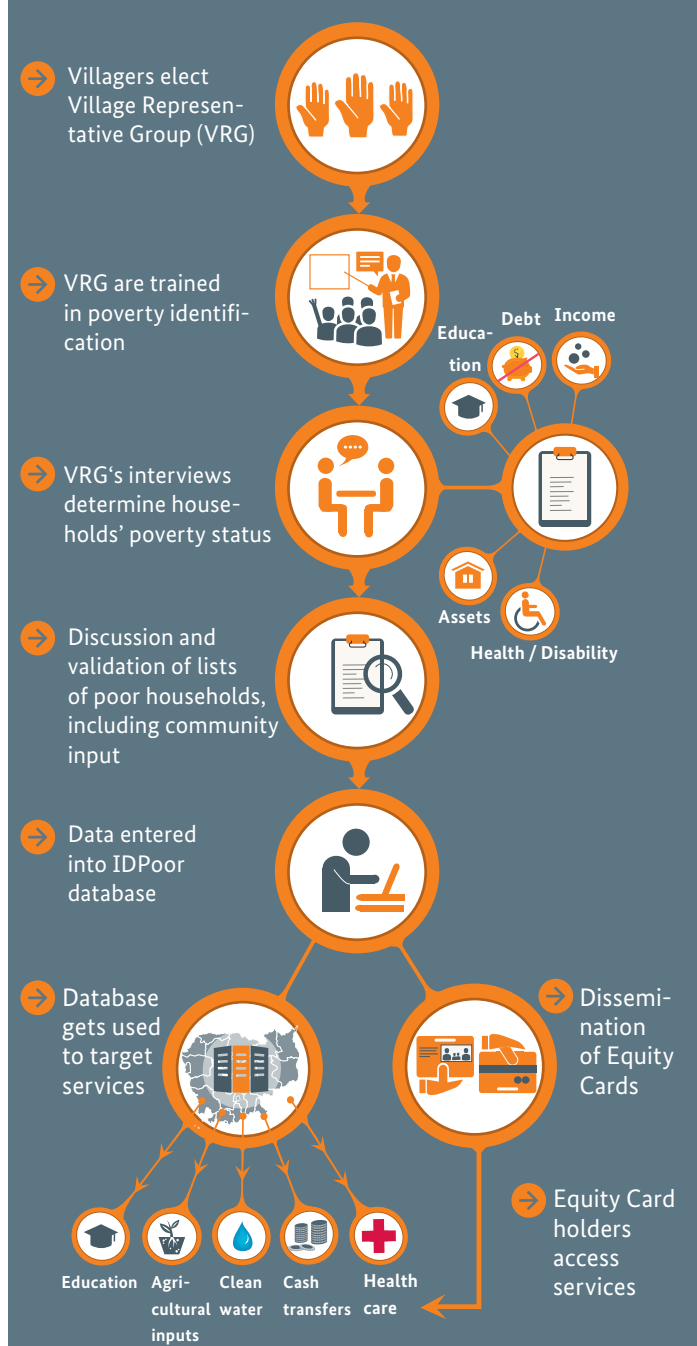 Villagers elect
Village Represen-
tative Group (VRG)
VRG are trained
in poverty identifi-
cation
Educa-
tion
Debt
Income
VRG‘s interviews
determine house-
holds’ poverty status
Assets
Health / Disability
Discussion and
validation of lists
of poor households,
including community
input
Data entered
into IDPoor
database
Database
gets used
to target
services
Dissemi-
nation
of Equity
Cards
Equity Card
holders
access
services
Education
Agri-
cultural
inputs
Clean
water
Cash
transfers
Health
care